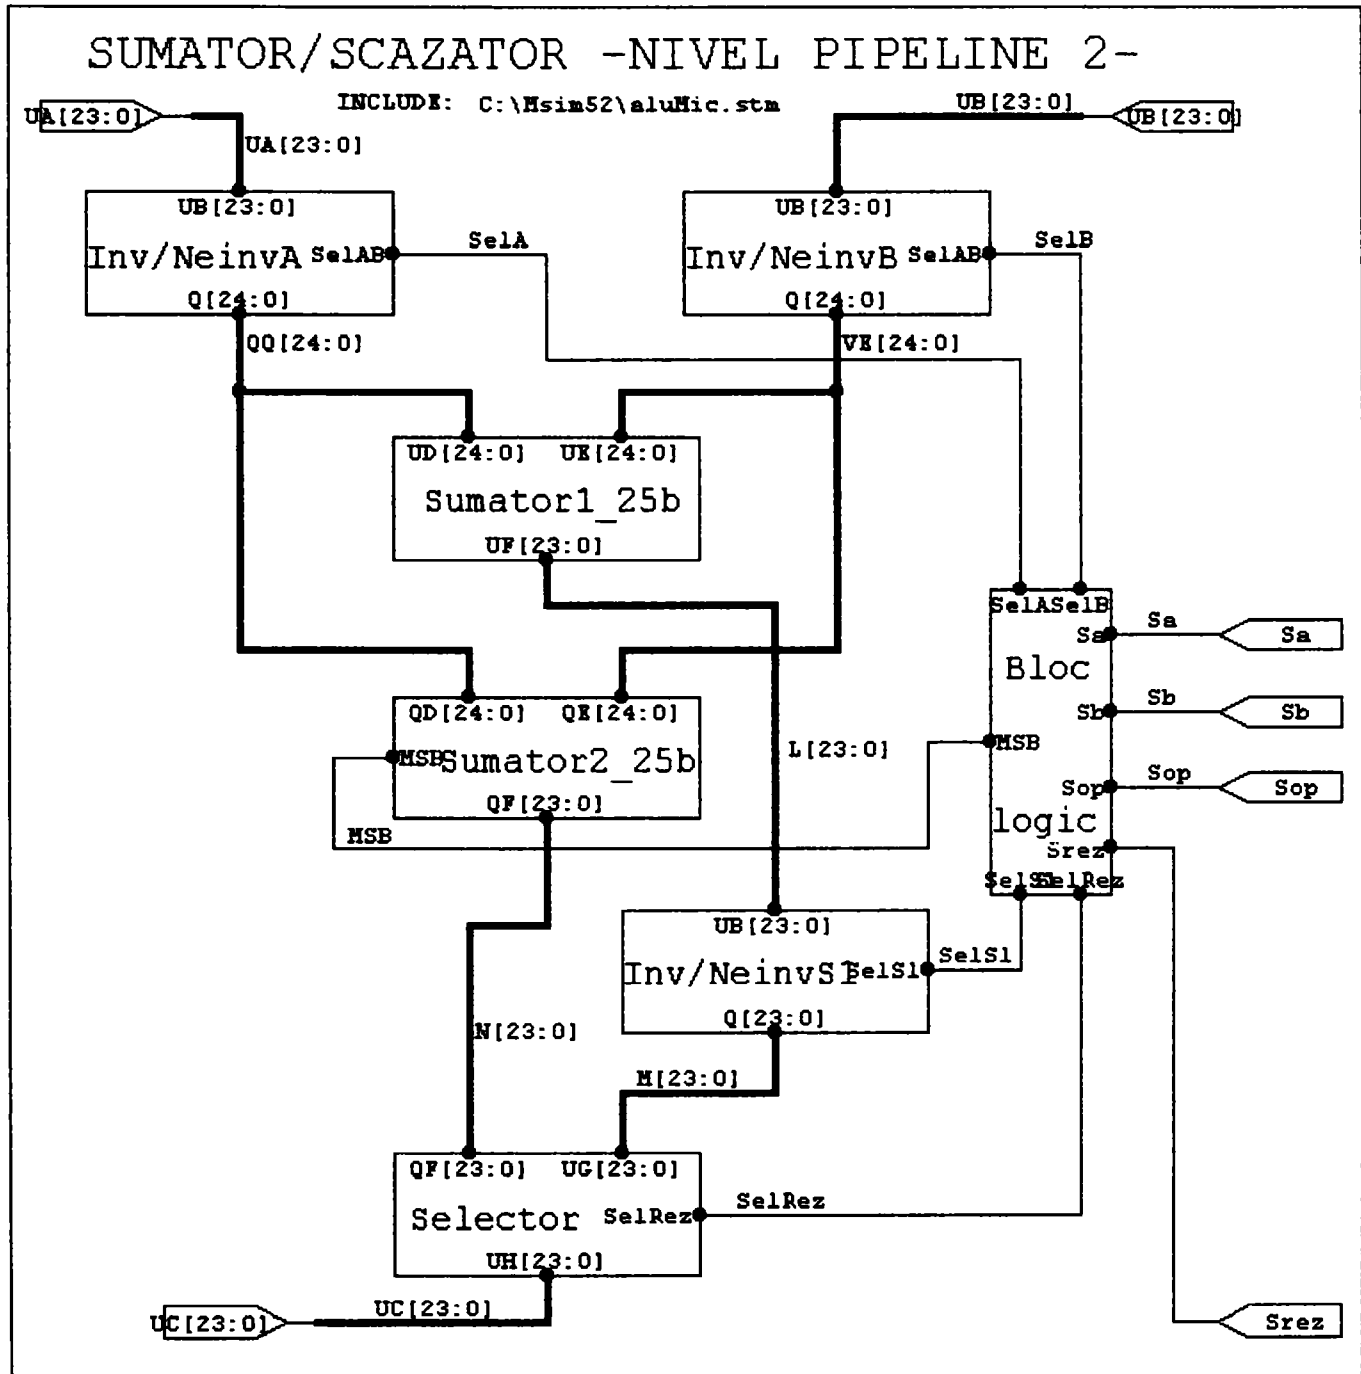 SUMATOR/SCAZATOR -NIVEL PIPELINE 2-
INCLUDE: C:\Msim52\aluMic.stm
UA[23:0]
UA[23:0]
UB[23:0]
UB[23:0]
UB[23:0]
Inv/NeinvA SelAB
Q[24:0]
SelA
UB[23:0]
Inv/NeinvB SelAB
Q[24:0]
SelB
QQ[24:0]
VE[24:0]
UD[24:0] UE[24:0]
Sumator1_25b
UF[23:0]
SelA SelB
Sa
Sa
Sa
Bloc
Sb
Sb
Sb
MSB
Sop
Sop
Sop
logic
Srez
SelS1 SelRez
QD[24:0] QE[24:0]
MSB Sumator2_25b
QF[23:0]
MSB
L[23:0]
UB[23:0]
Inv/NeinvS1 SelS1
Q[23:0]
SelS1
N[23:0]
M[23:0]
QF[23:0] UG[23:0]
Selector SelRez
UH[23:0]
SelRez
UC[23:0]
UC[23:0]
Srez